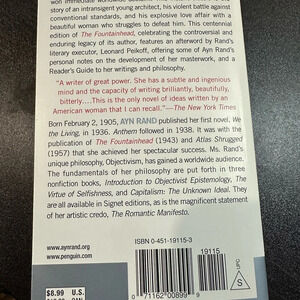 won immediate worldwide
story of an intransigent young architect, his violent battle against
conventional standards, and his explosive love affair with a
beautiful woman who struggles to defeat him. This centennial
edition of The Fountainhead, celebrating the controversial and
enduring legacy of its author, features an afterword by Rand's
literary executor, Leonard Peikoff, offering some of Ayn Rand's
personal notes on the development of her masterwork, and a
Reader's Guide to her writings and philosophy.
"A writer of great power. She has a subtle and ingenious
mind and the capacity of writing brilliantly, beautifully,
bitterly....This is the only novel of ideas written by an
American woman that I can recall."—The New York Times
Born February 2, 1905, AYN RAND published her first novel, We
the Living, in 1936. Anthem followed in 1938. It was with the
publication of The Fountainhead (1943) and Atlas Shrugged
(1957) that she achieved her spectacular success. Ms. Rand's
unique philosophy, Objectivism, has gained a worldwide audience.
The fundamentals of her philosophy are put forth in three
nonfiction books, Introduction to Objectivist Epistemology, The
Virtue of Selfishness, and Capitalism: The Unknown Ideal. They
are all available in Signet editions, as is the magnificent statement
of her artistic credo, The Romantic Manifesto.
www.aynrand.org
www.penguin.com
ISBN 0-451-19115-3
19115
S
UPC
0 71162 00899 9
$8.99 U.S.